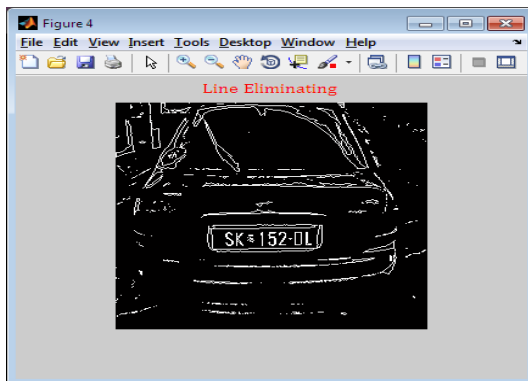 Figure 4
File Edit View Insert Tools Desktop Window Help
Line Eliminating
SK 152-DL